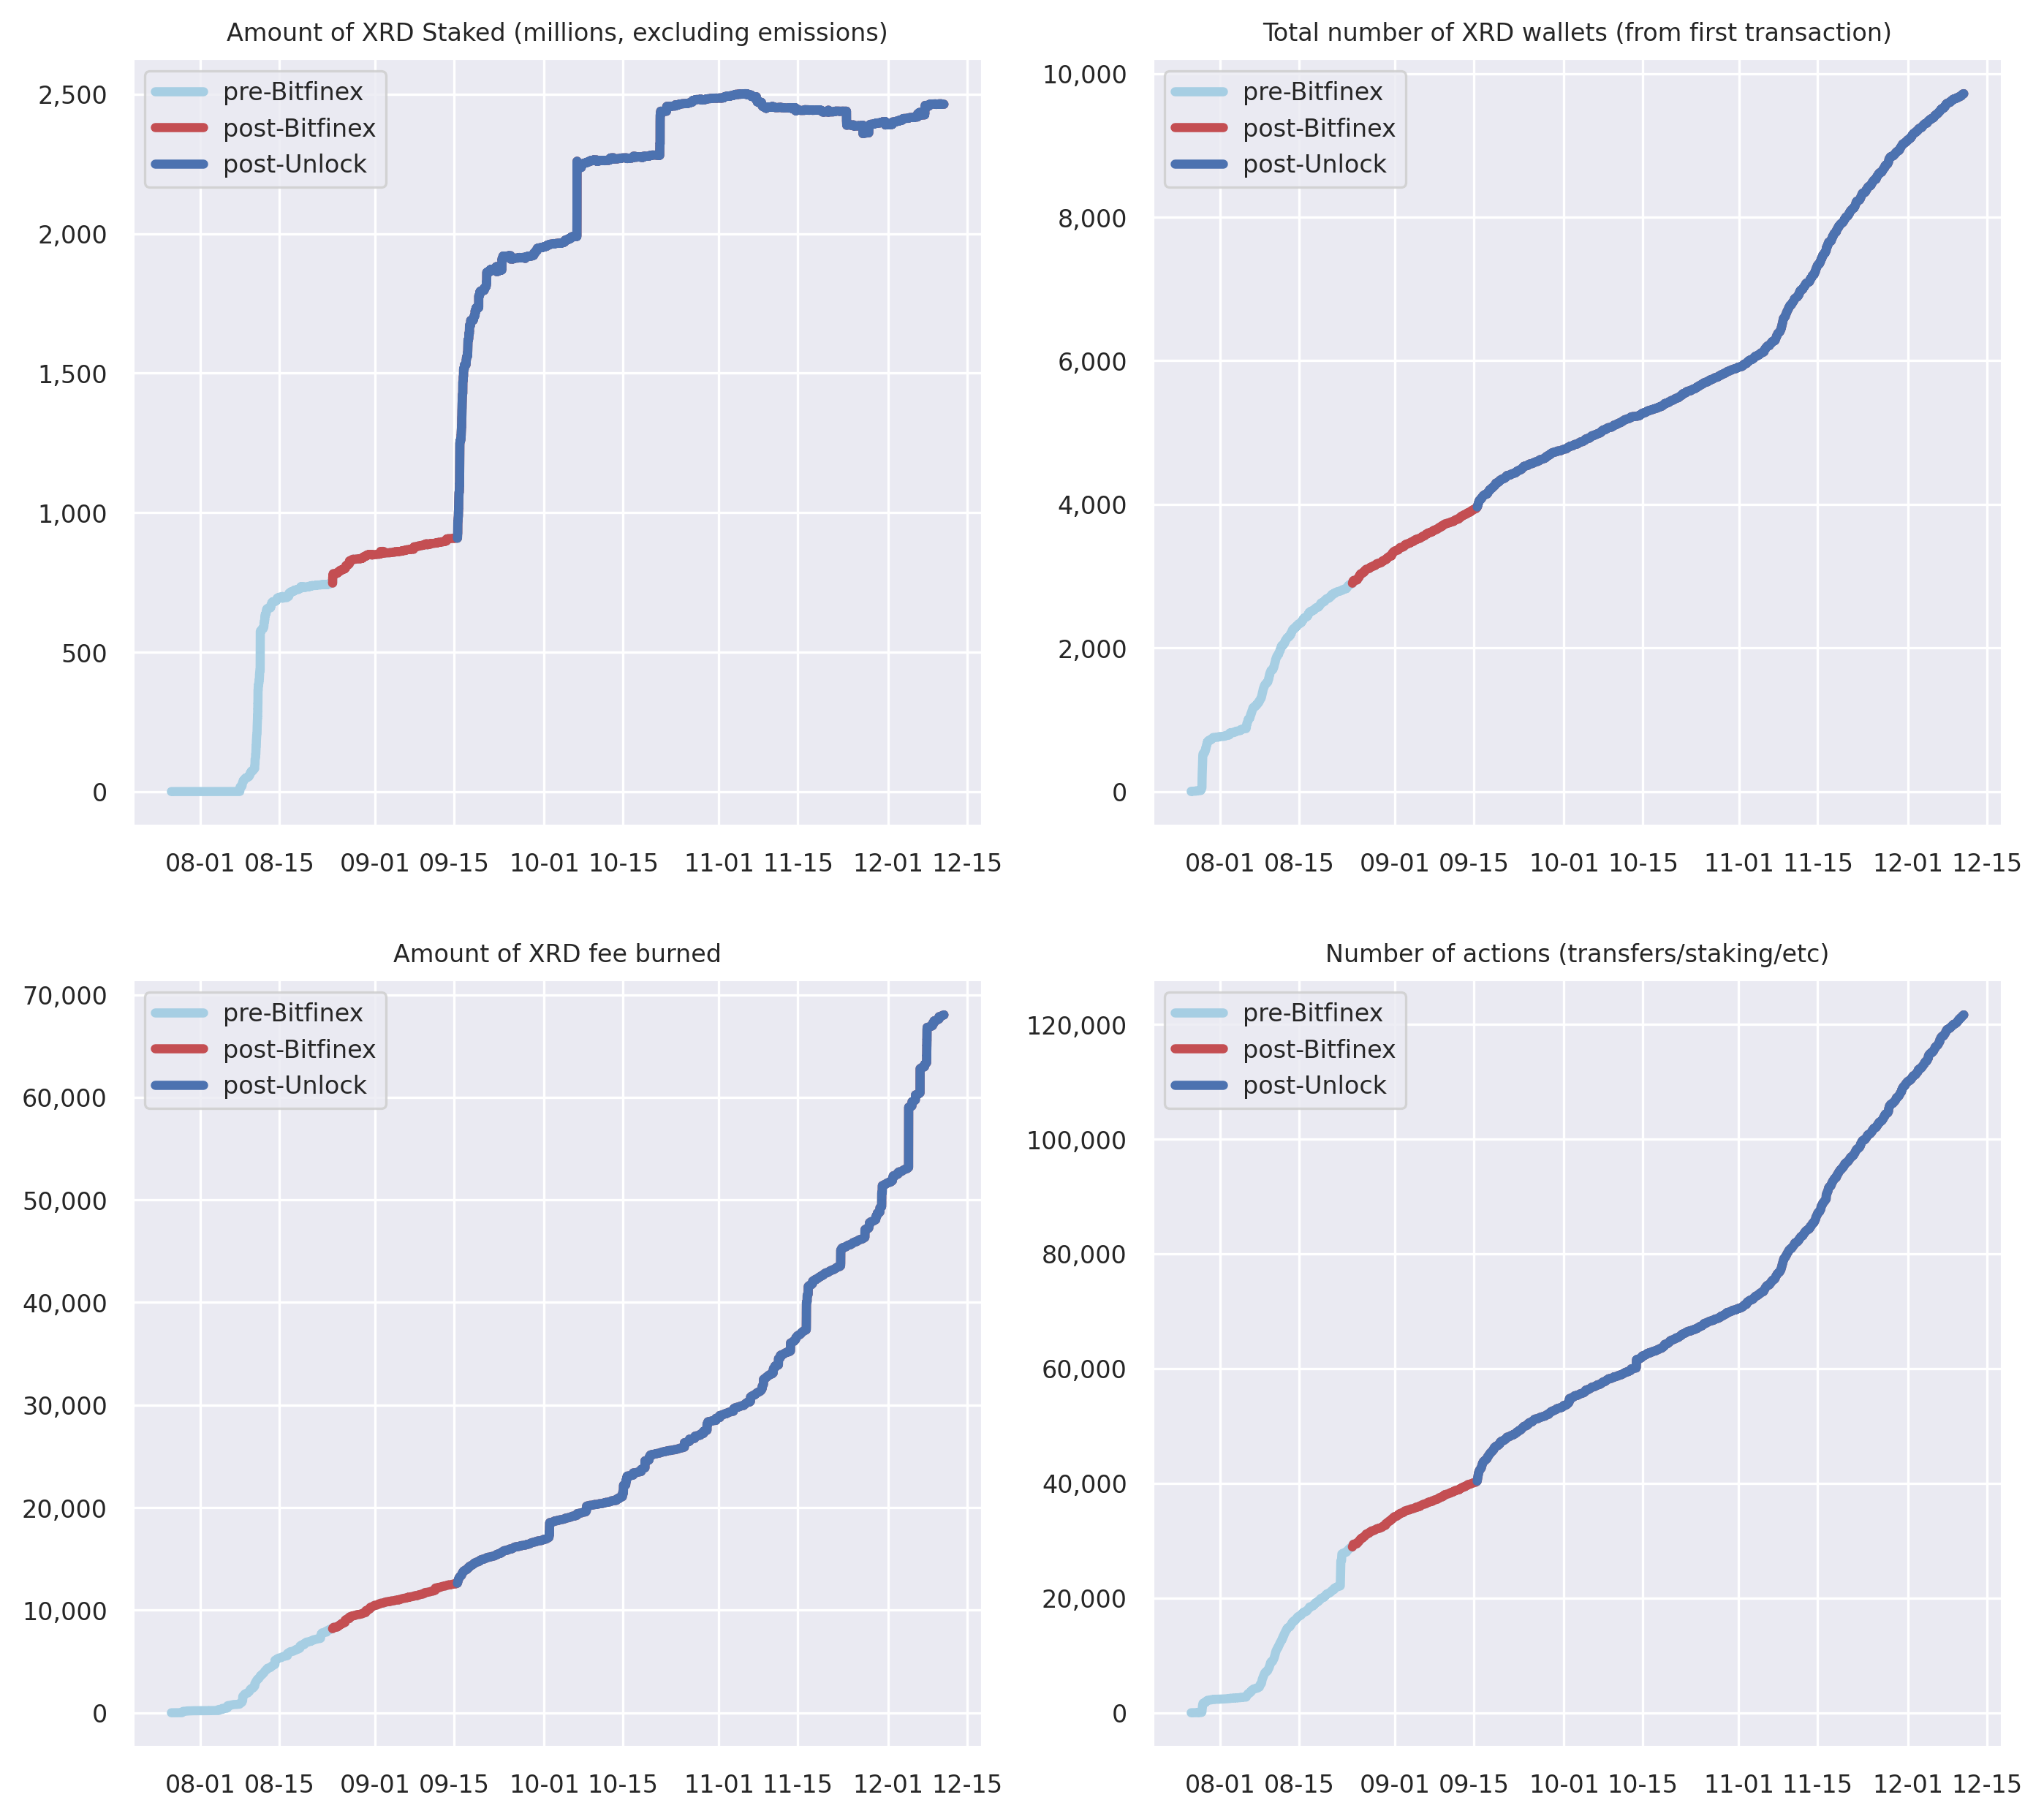 Amount of XRD Staked (millions, excluding emissions)
pre-Bitfinex
post-Bitfinex
post-Unlock
2,500
2,000
1,500
1,000
500
0
08-01 08-15 09-01 09-15 10-01 10-15 11-01 11-15 12-01 12-15
Total number of XRD wallets (from first transaction)
pre-Bitfinex
post-Bitfinex
post-Unlock
10,000
8,000
6,000
4,000
2,000
0
08-01 08-15 09-01 09-15 10-01 10-15 11-01 11-15 12-01 12-15
Amount of XRD fee burned
pre-Bitfinex
post-Bitfinex
post-Unlock
70,000
60,000
50,000
40,000
30,000
20,000
10,000
0
08-01 08-15 09-01 09-15 10-01 10-15 11-01 11-15 12-01 12-15
Number of actions (transfers/staking/etc)
pre-Bitfinex
post-Bitfinex
post-Unlock
120,000
100,000
80,000
60,000
40,000
20,000
0
08-01 08-15 09-01 09-15 10-01 10-15 11-01 11-15 12-01 12-15